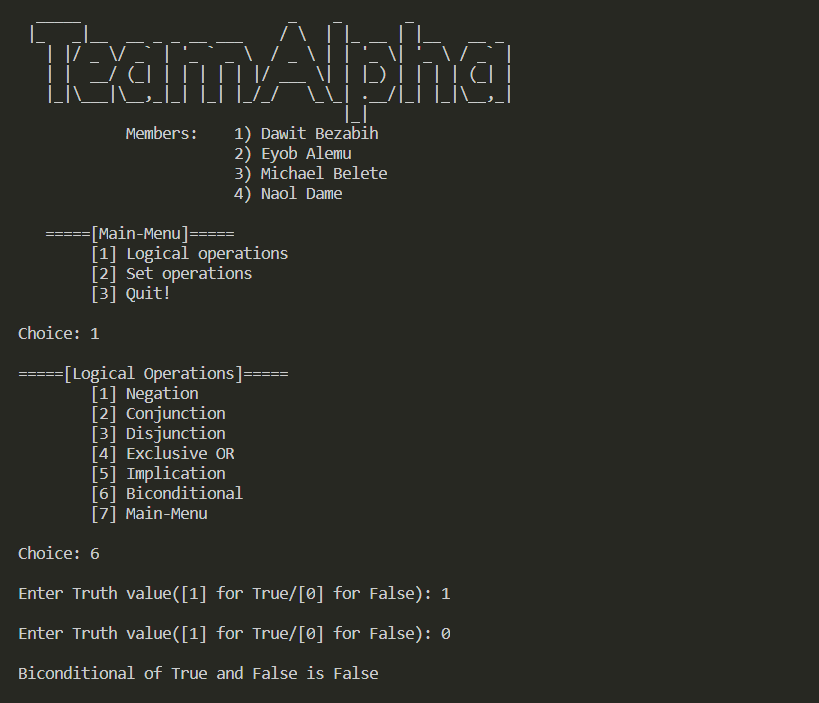 TeamAlpha
Members: 1) Dawit Bezabih
2) Eyob Alemu
3) Michael Belete
4) Naol Dame
=====[Main-Menu]=====
[1] Logical operations
[2] Set operations
[3] Quit!
Choice: 1
=====[Logical Operations]=====
[1] Negation
[2] Conjunction
[3] Disjunction
[4] Exclusive OR
[5] Implication
[6] Biconditional
[7] Main-Menu
Choice: 6
Enter Truth value([1] for True/[0] for False): 1
Enter Truth value([1] for True/[0] for False): 0
Biconditional of True and False is False